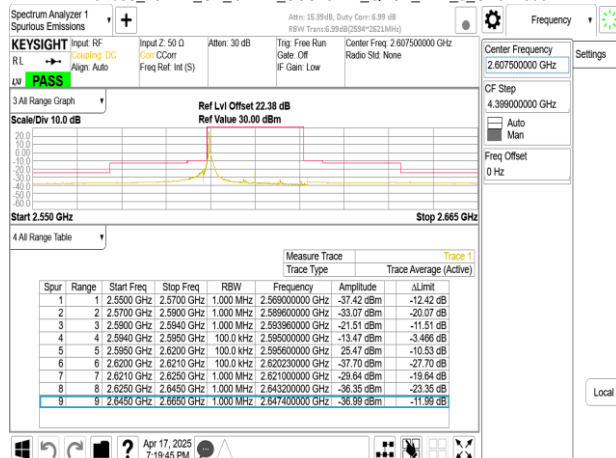 Spectrum Analyzer 1
Spurious Emissions
Attn: 15.39dB, Duty Corr: 6.99 dB
RBW Trans:6.99dB(2594~2621MHz)
Frequency
KEYSIGHT
Input: RF
Coupling: DC
Align: Auto
Input Z: 50 Ω
Corr CCorr
Freq Ref: Int (S)
Atten: 30 dB
Trig: Free Run
Gate: Off
IF Gain: Low
Center Freq: 2.607500000 GHz
Radio Std: None
RL
LXI
PASS
Center Frequency
2.607500000 GHz
Settings
CF Step
4.399000000 GHz
Auto
Man
Freq Offset
0 Hz
Local
3 All Range Graph
Scale/Div 10.0 dB
Ref Lvl Offset 22.38 dB
Ref Value 30.00 dBm
20.0
10.0
0.00
-10.0
-20.0
-30.0
-40.0
-50.0
-60.0
Start 2.550 GHz
Stop 2.665 GHz
4 All Range Table
Measure Trace Trace 1
Trace Type Trace Average (Active)
Spur Range Start Freq Stop Freq RBW Frequency Amplitude ΔLimit
1 1 2.5500 GHz 2.5700 GHz 1.000 MHz 2.569000000 GHz -37.42 dBm -12.42 dB
2 2 2.5700 GHz 2.5900 GHz 1.000 MHz 2.589600000 GHz -33.07 dBm -20.07 dB
3 3 2.5900 GHz 2.5940 GHz 1.000 MHz 2.593960000 GHz -21.51 dBm -11.51 dB
4 4 2.5940 GHz 2.5950 GHz 100.0 kHz 2.595000000 GHz -13.47 dBm -3.466 dB
5 5 2.5950 GHz 2.6200 GHz 100.0 kHz 2.595600000 GHz 25.47 dBm -10.53 dB
6 6 2.6200 GHz 2.6210 GHz 100.0 kHz 2.620230000 GHz -37.70 dBm -27.70 dB
7 7 2.6210 GHz 2.6250 GHz 1.000 MHz 2.621000000 GHz -29.64 dBm -19.64 dB
8 8 2.6250 GHz 2.6450 GHz 1.000 MHz 2.643200000 GHz -36.35 dBm -23.35 dB
9 9 2.6450 GHz 2.6650 GHz 1.000 MHz 2.647400000 GHz -36.99 dBm -11.99 dB
Apr 17, 2025
7:19:45 PM